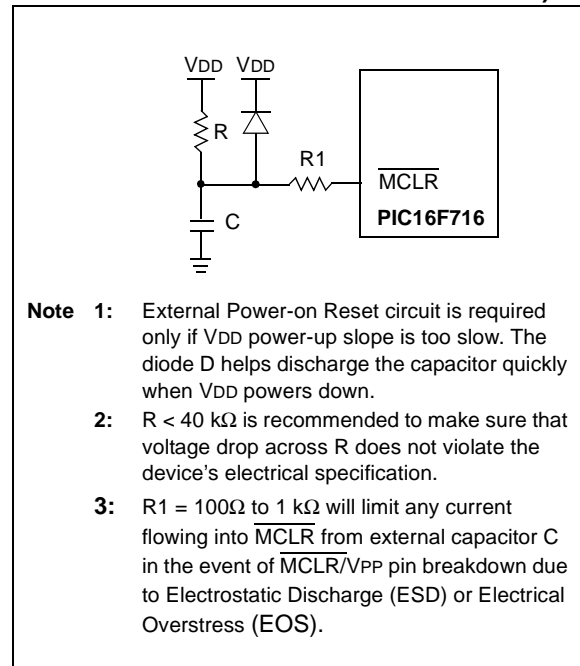 VDD VDD
R
R1
MCLR
C
PIC16F716
Note 1: External Power-on Reset circuit is required
only if VDD power-up slope is too slow. The
diode D helps discharge the capacitor quickly
when VDD powers down.
2: R < 40 kΩ is recommended to make sure that
voltage drop across R does not violate the
device's electrical specification.
3: R1 = 100Ω to 1 kΩ will limit any current
flowing into MCLR from external capacitor C
in the event of MCLR/VPP pin breakdown due
to Electrostatic Discharge (ESD) or Electrical
Overstress (EOS).